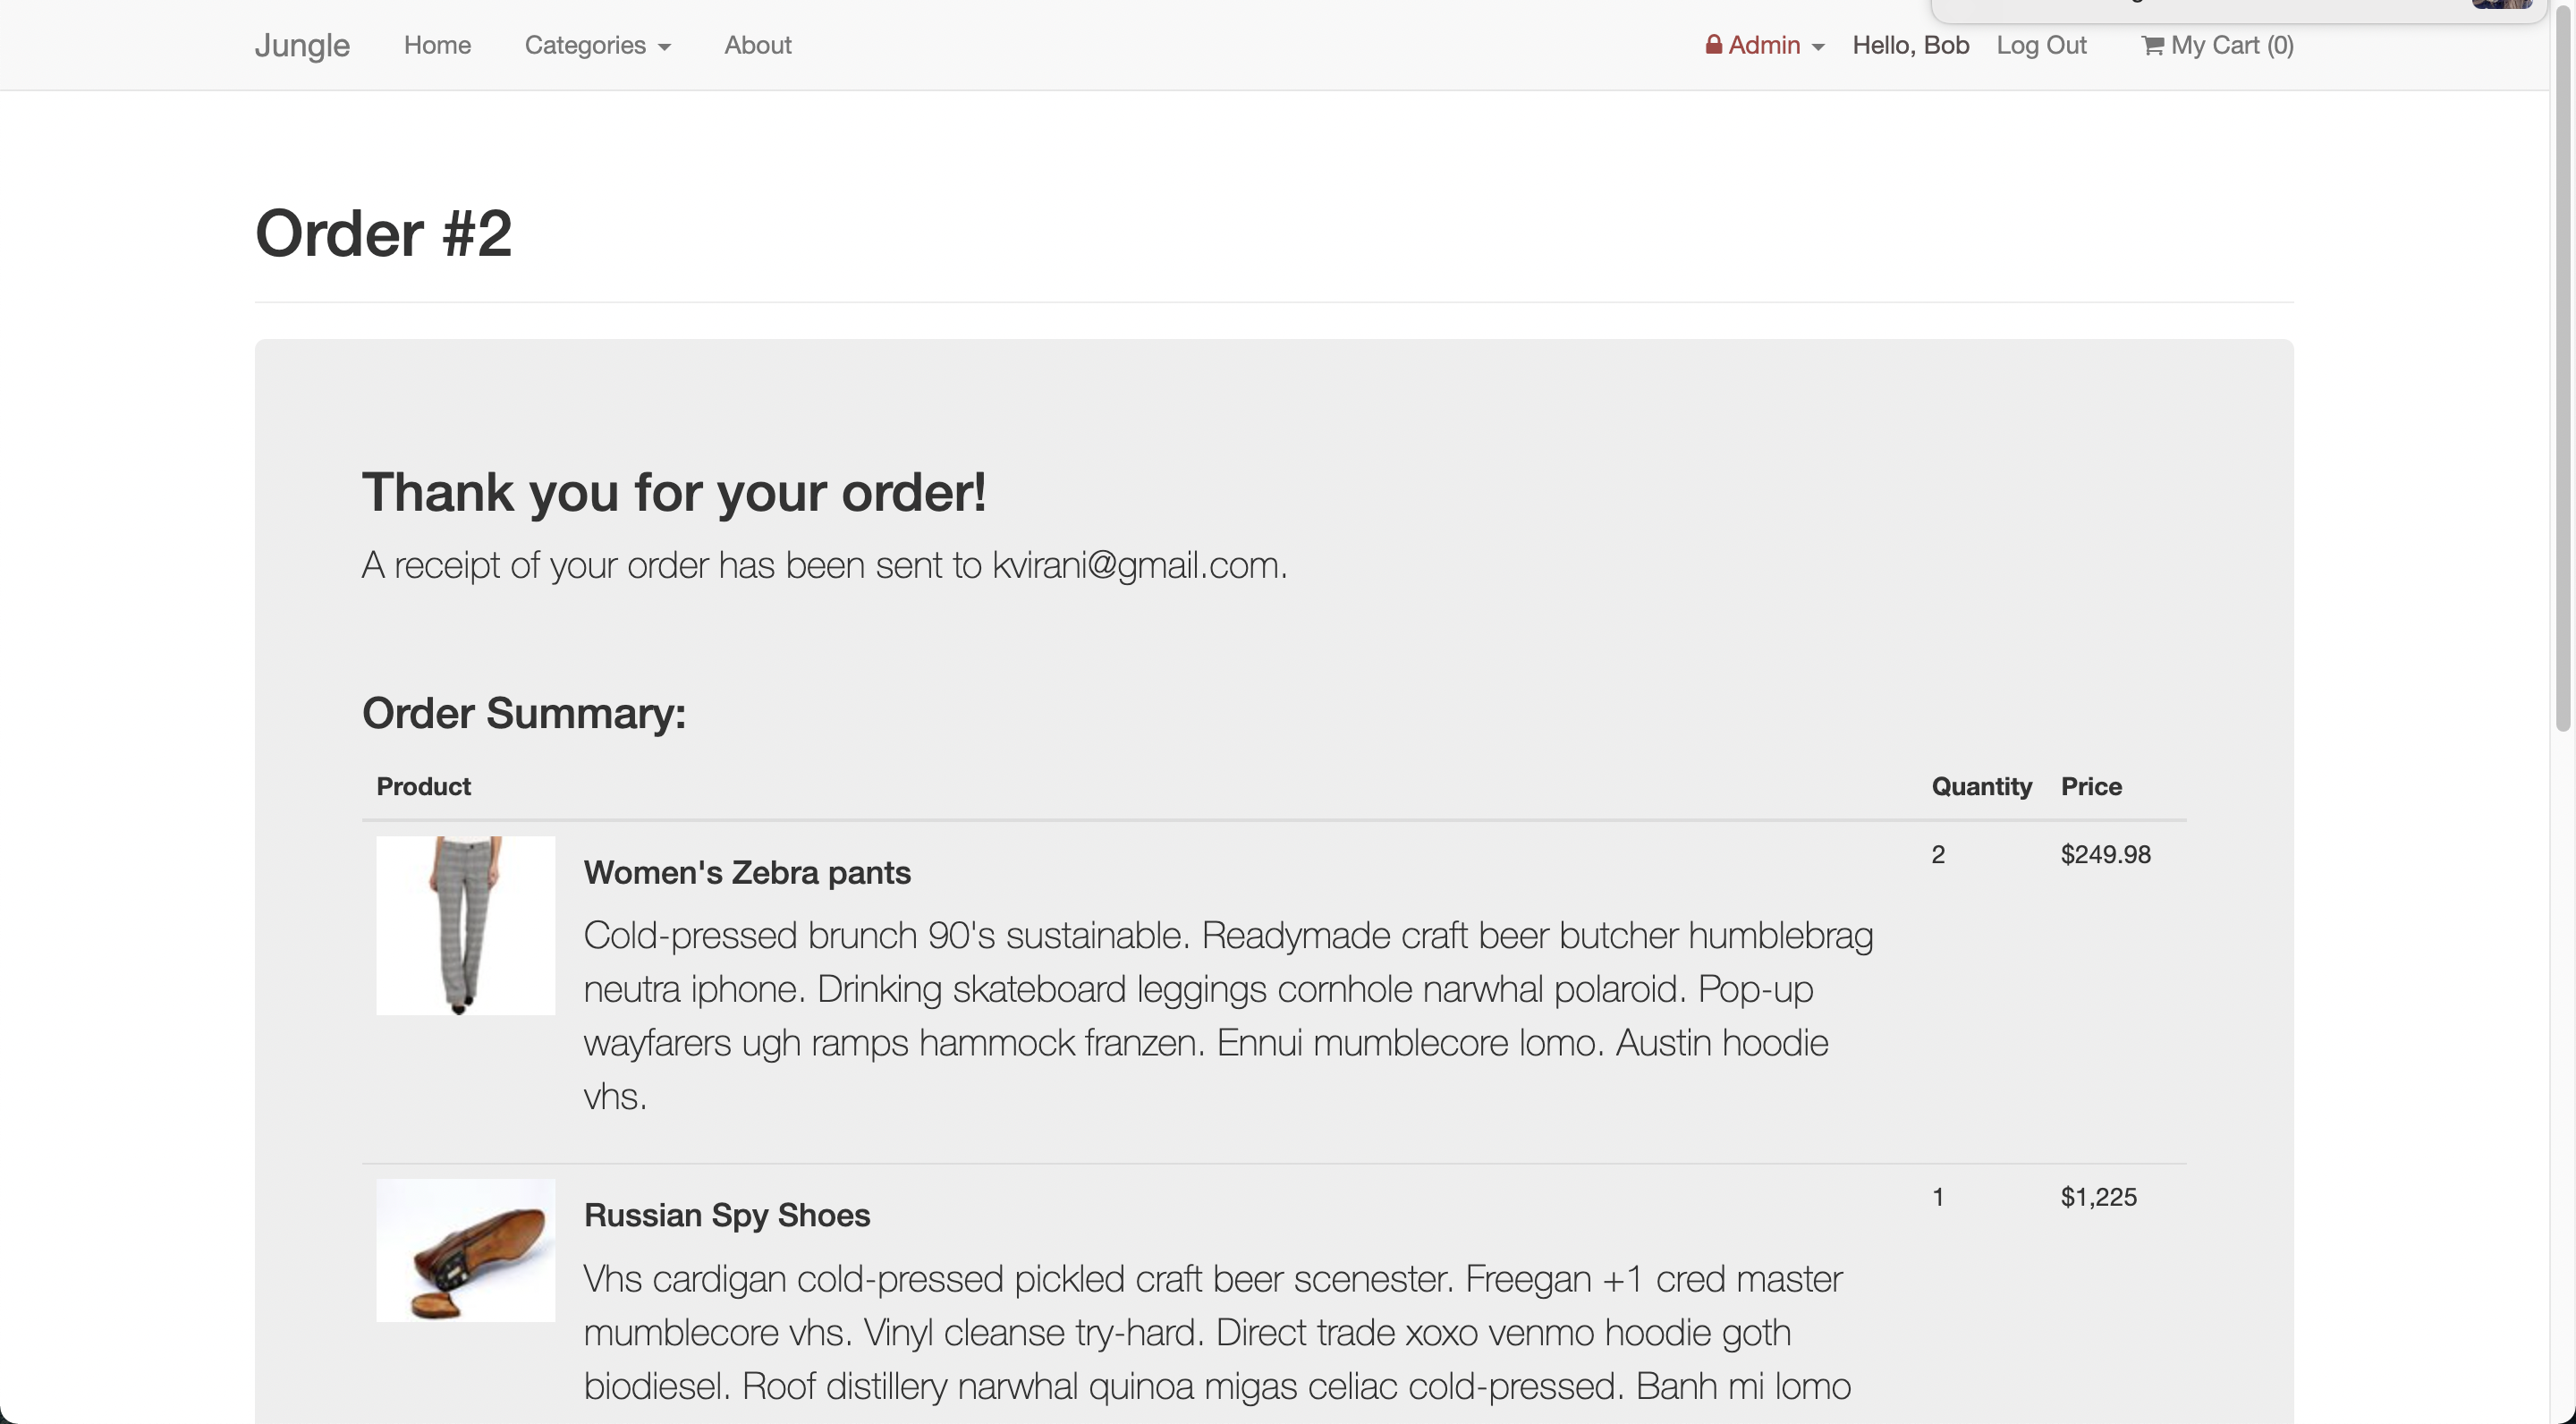 Jungle Home Categories About Admin Hello, Bob Log Out My Cart (0)
Order #2
Thank you for your order!
A receipt of your order has been sent to kvirani@gmail.com.
Order Summary:
Product Quantity Price
Women's Zebra pants 2 $249.98
Cold-pressed brunch 90's sustainable. Readymade craft beer butcher humblebrag
neutra iphone. Drinking skateboard leggings cornhole narwhal polaroid. Pop-up
wayfarers ugh ramps hammock franzen. Ennui mumblecore lomo. Austin hoodie
vhs.
Russian Spy Shoes 1 $1,225
Vhs cardigan cold-pressed pickled craft beer scenester. Freegan +1 cred master
mumblecore vhs. Vinyl cleanse try-hard. Direct trade xoxo venmo hoodie goth
biodiesel. Roof distillery narwhal quinoa migas celiac cold-pressed. Banh mi lomo